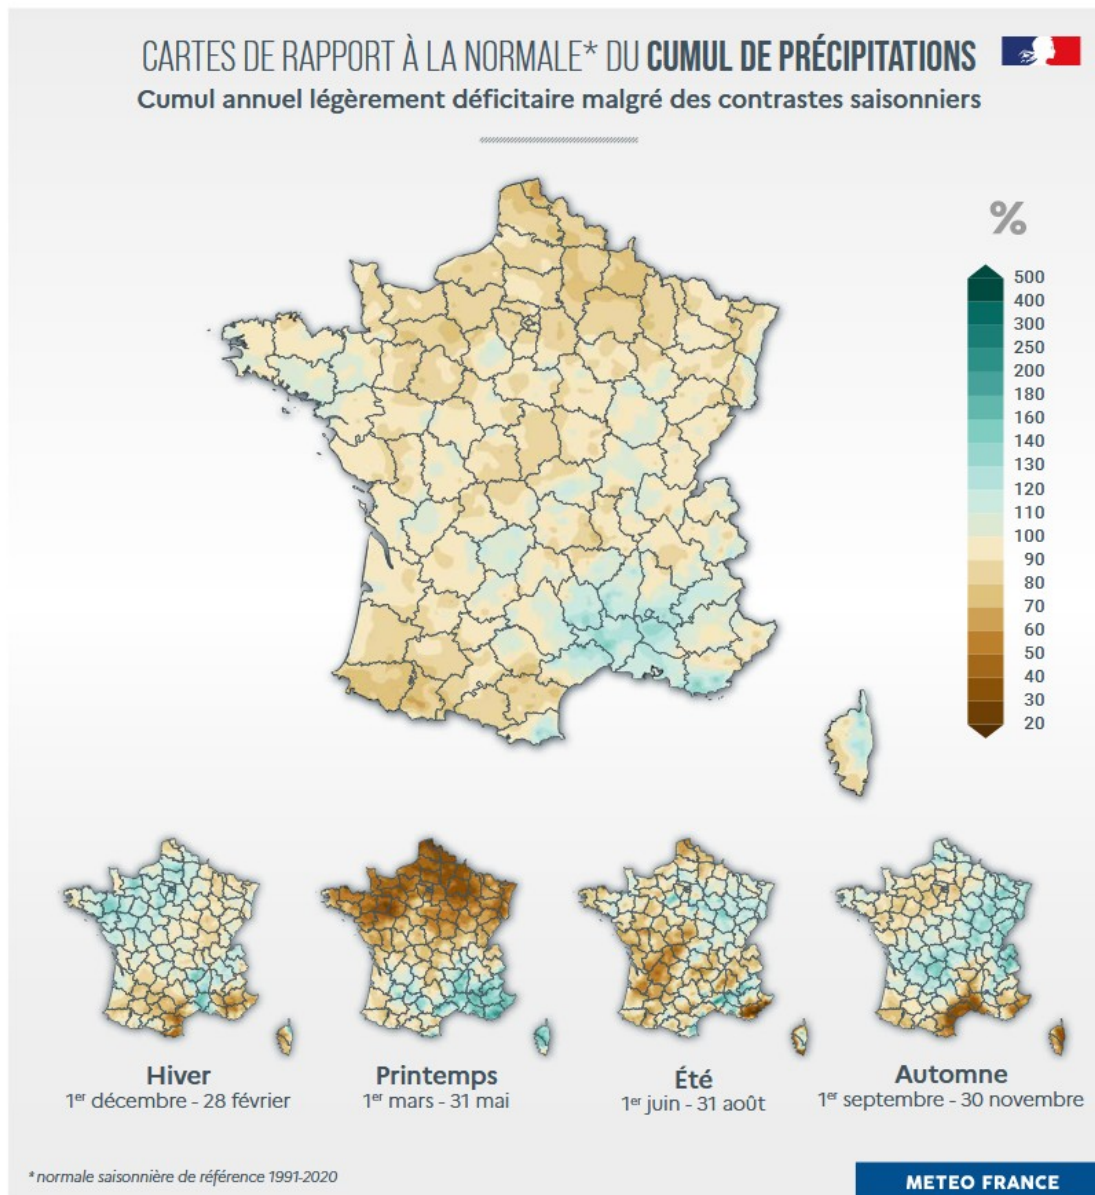 CARTES DE RAPPORT À LA NORMALE* DU CUMUL DE PRÉCIPITATIONS
Cumul annuel légèrement déficitaire malgré des contrastes saisonniers
%
500
400
300
250
200
180
160
140
130
120
110
100
90
80
70
60
50
40
30
20
Hiver
1er décembre - 28 février
Printemps
1er mars - 31 mai
Été
1er juin - 31 août
Automne
1er septembre - 30 novembre
* normale saisonnière de référence 1991-2020
METEO FRANCE